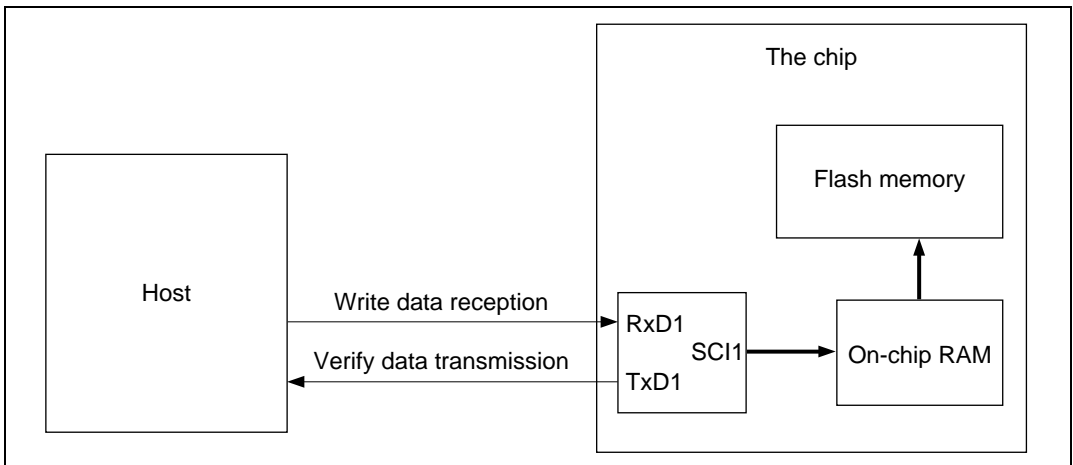 The chip
Flash memory
Host
Write data reception
RxD1
SCI1
On-chip RAM
Verify data transmission
TxD1